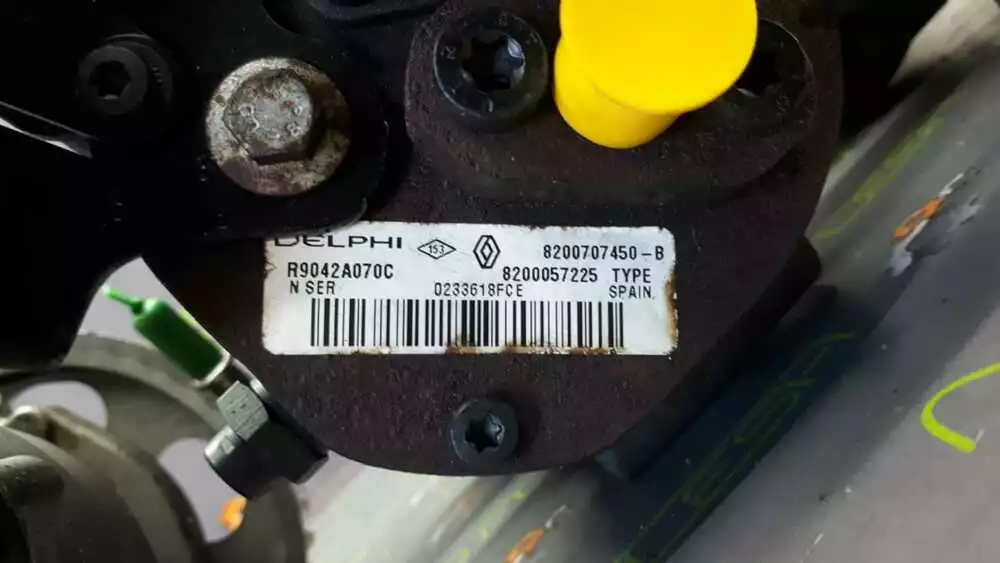 DELPHI 153 8200707450-B
R9042A070C 8200057225 TYPE
N SER 0233618FCE SPAIN.